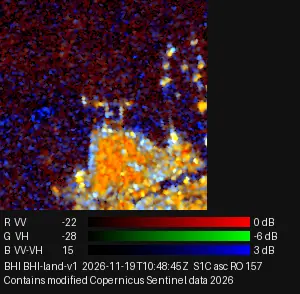 R VV -22 0 dB
G VH -28 -6 dB
B VV-VH 15 3 dB
BHI BHI-land-v1 2026-11-19T10:48:45Z S1C asc RO 157
Contains modified Copernicus Sentinel data 2026